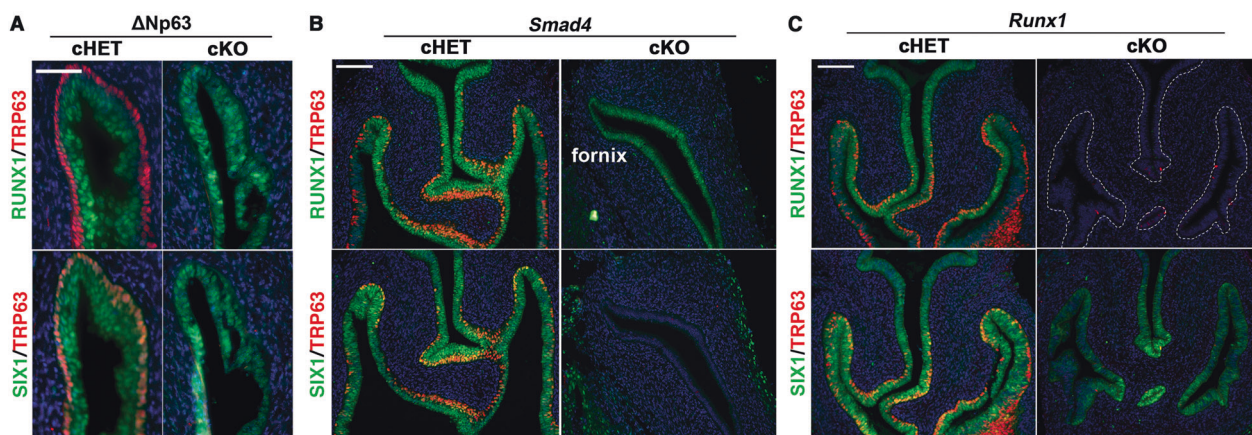 A
ΔNp63
cHET
cKO
RUNX1/TRP63
SIX1/TRP63
B
Smad4
cHET
cKO
RUNX1/TRP63
fornix
SIX1/TRP63
C
Runx1
cHET
cKO
RUNX1/TRP63
SIX1/TRP63